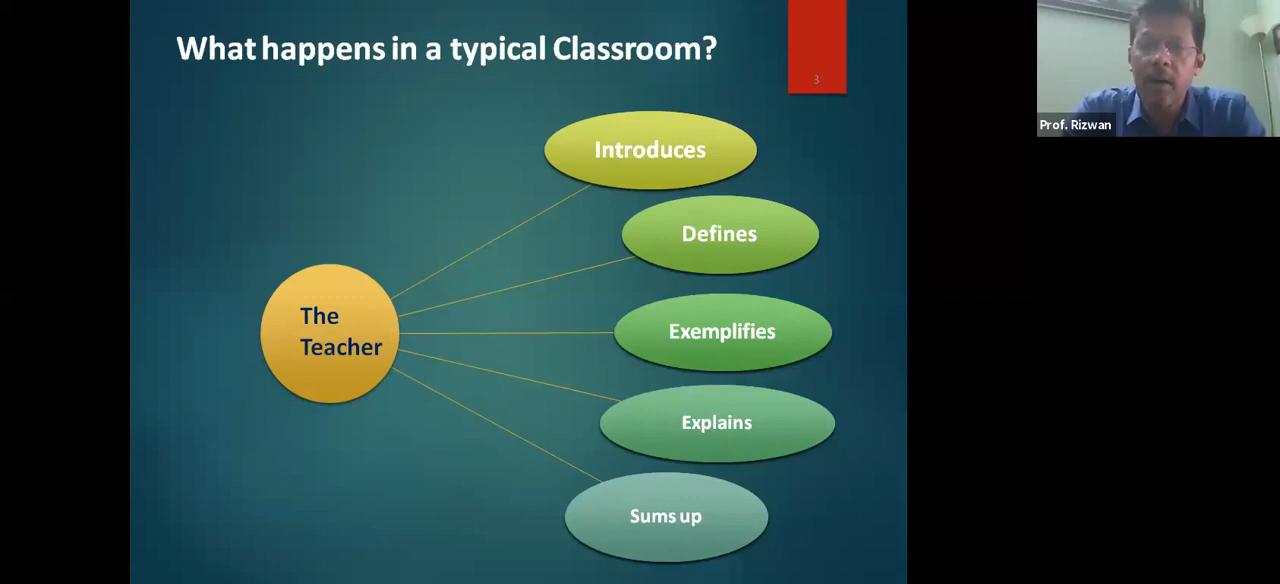 What happens in a typical Classroom?
3
Prof. Rizwan
Introduces
Defines
The
Teacher
Exemplifies
Explains
Sums up